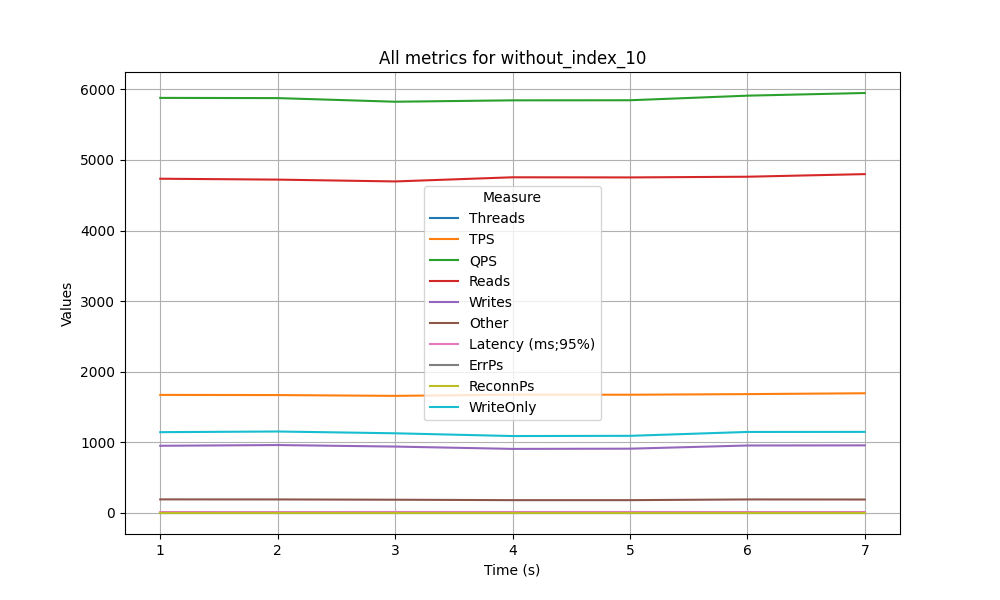 All metrics for without_index_10
6000
5000
4000
3000
2000
1000
0
Values
Measure
Threads
TPS
QPS
Reads
Writes
Other
Latency (ms;95%)
ErrPs
ReconnPs
WriteOnly
1 2 3 4 5 6 7
Time (s)